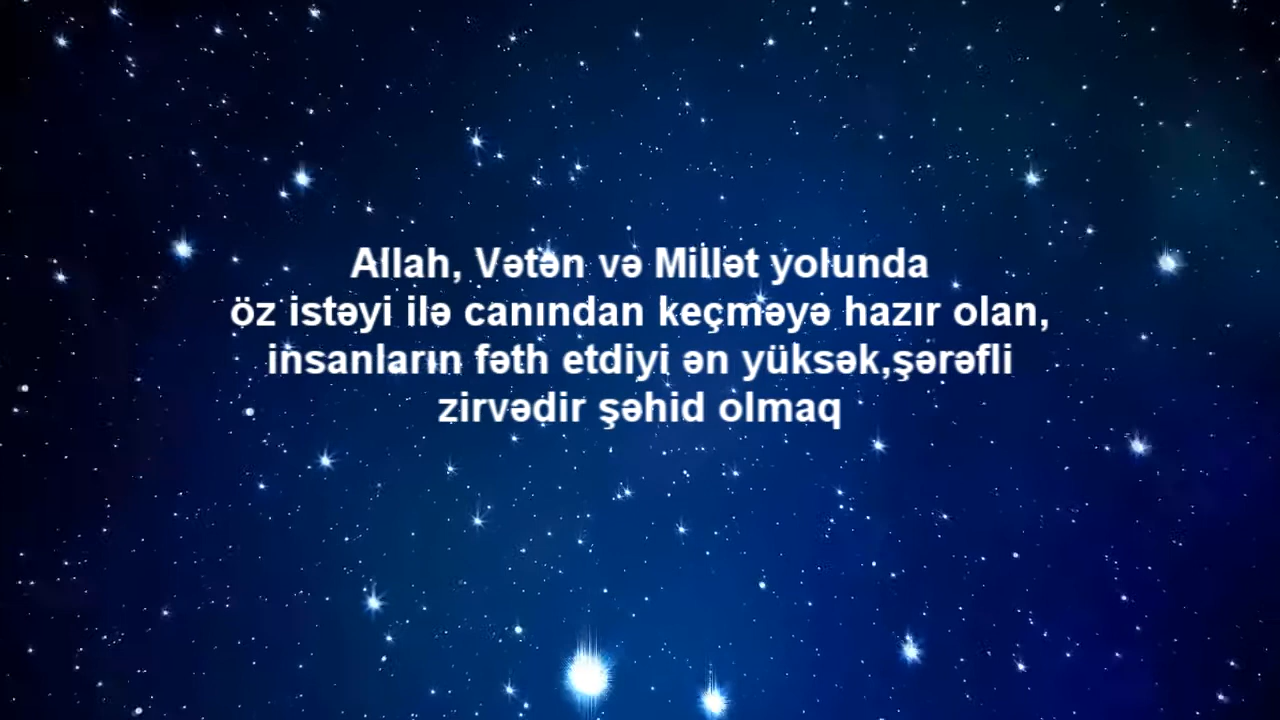 Allah, Vətən və Millət yolunda
öz istəyi ilə canından keçməyə hazır olan,
insanların fəth etdiyi ən yüksək,şərəfli
zirvədir şəhid olmaq